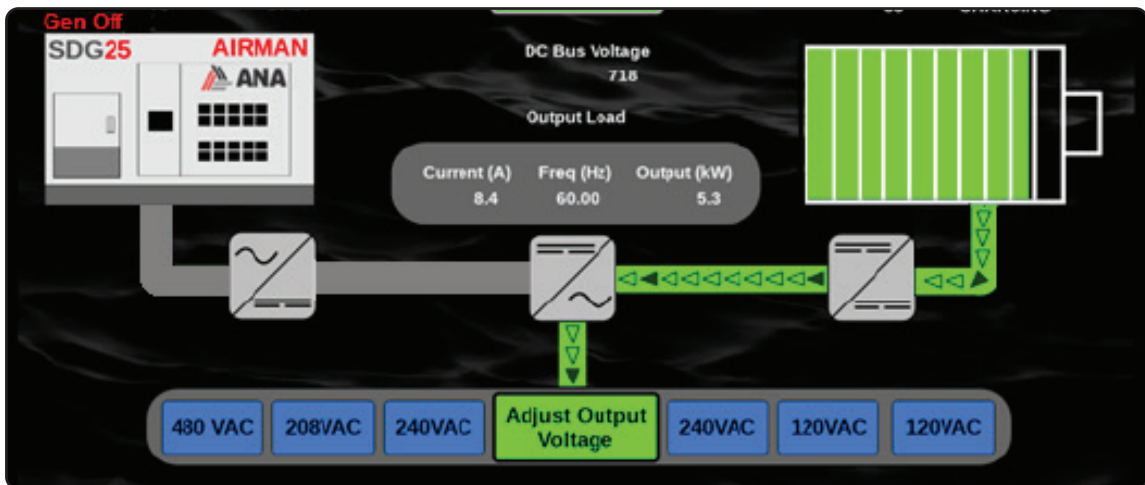 Gen Off
SDG25 AIRMAN
ANA
DC Bus Voltage
718
Output Load
Current (A) Freq (Hz) Output (kW)
8.4 60.00 5.3
480 VAC 208VAC 240VAC Adjust Output Voltage 240VAC 120VAC 120VAC